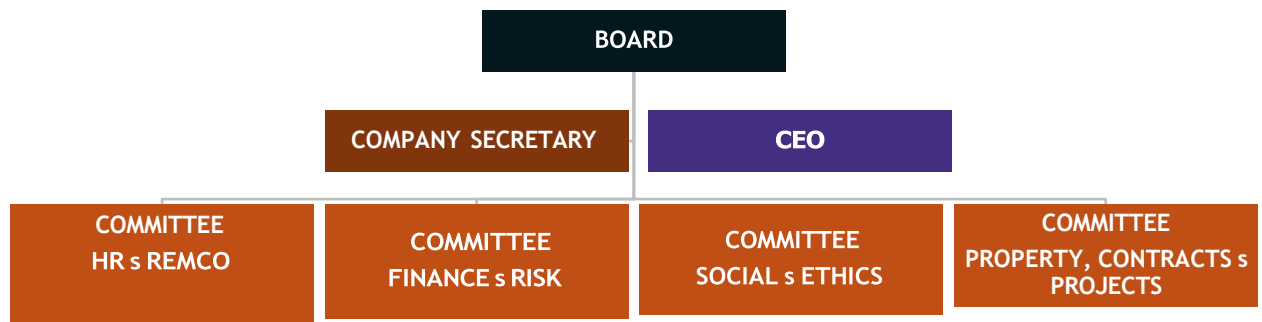 BOARD
COMPANY SECRETARY
CEO
COMMITTEE
HR s REMCO
COMMITTEE
FINANCE s RISK
COMMITTEE
SOCIAL s ETHICS
COMMITTEE
PROPERTY, CONTRACTS s
PROJECTS